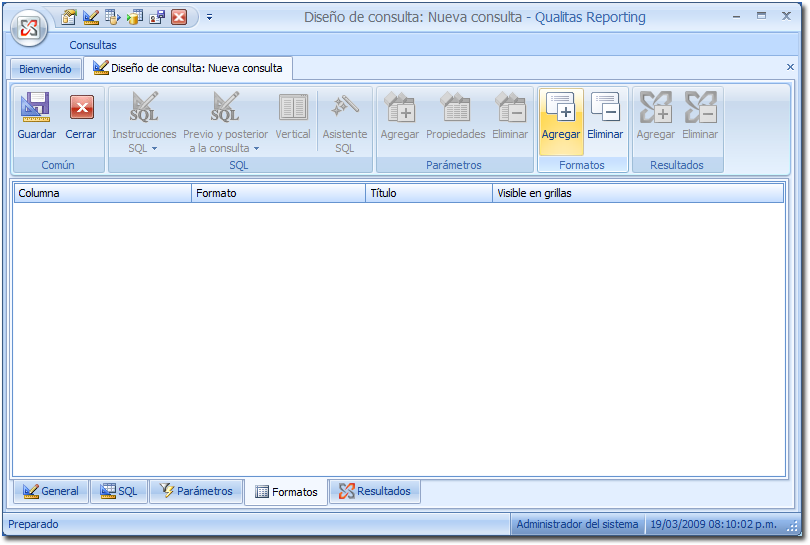 Diseño de consulta: Nueva consulta - Qualitas Reporting
Consultas
Bienvenido
Diseño de consulta: Nueva consulta
Guardar
Cerrar
Común
SQL
Instrucciones
SQL
SQL
Previo y posterior
a la consulta
Vertical
Asistente
SQL
SQL
Agregar
Propiedades
Eliminar
Parámetros
Agregar
Eliminar
Formatos
Agregar
Eliminar
Resultados
Columna
Formato
Título
Visible en grillas
General
SQL
Parámetros
Formatos
Resultados
Preparado
Administrador del sistema
19/03/2009 08:10:02 p.m.